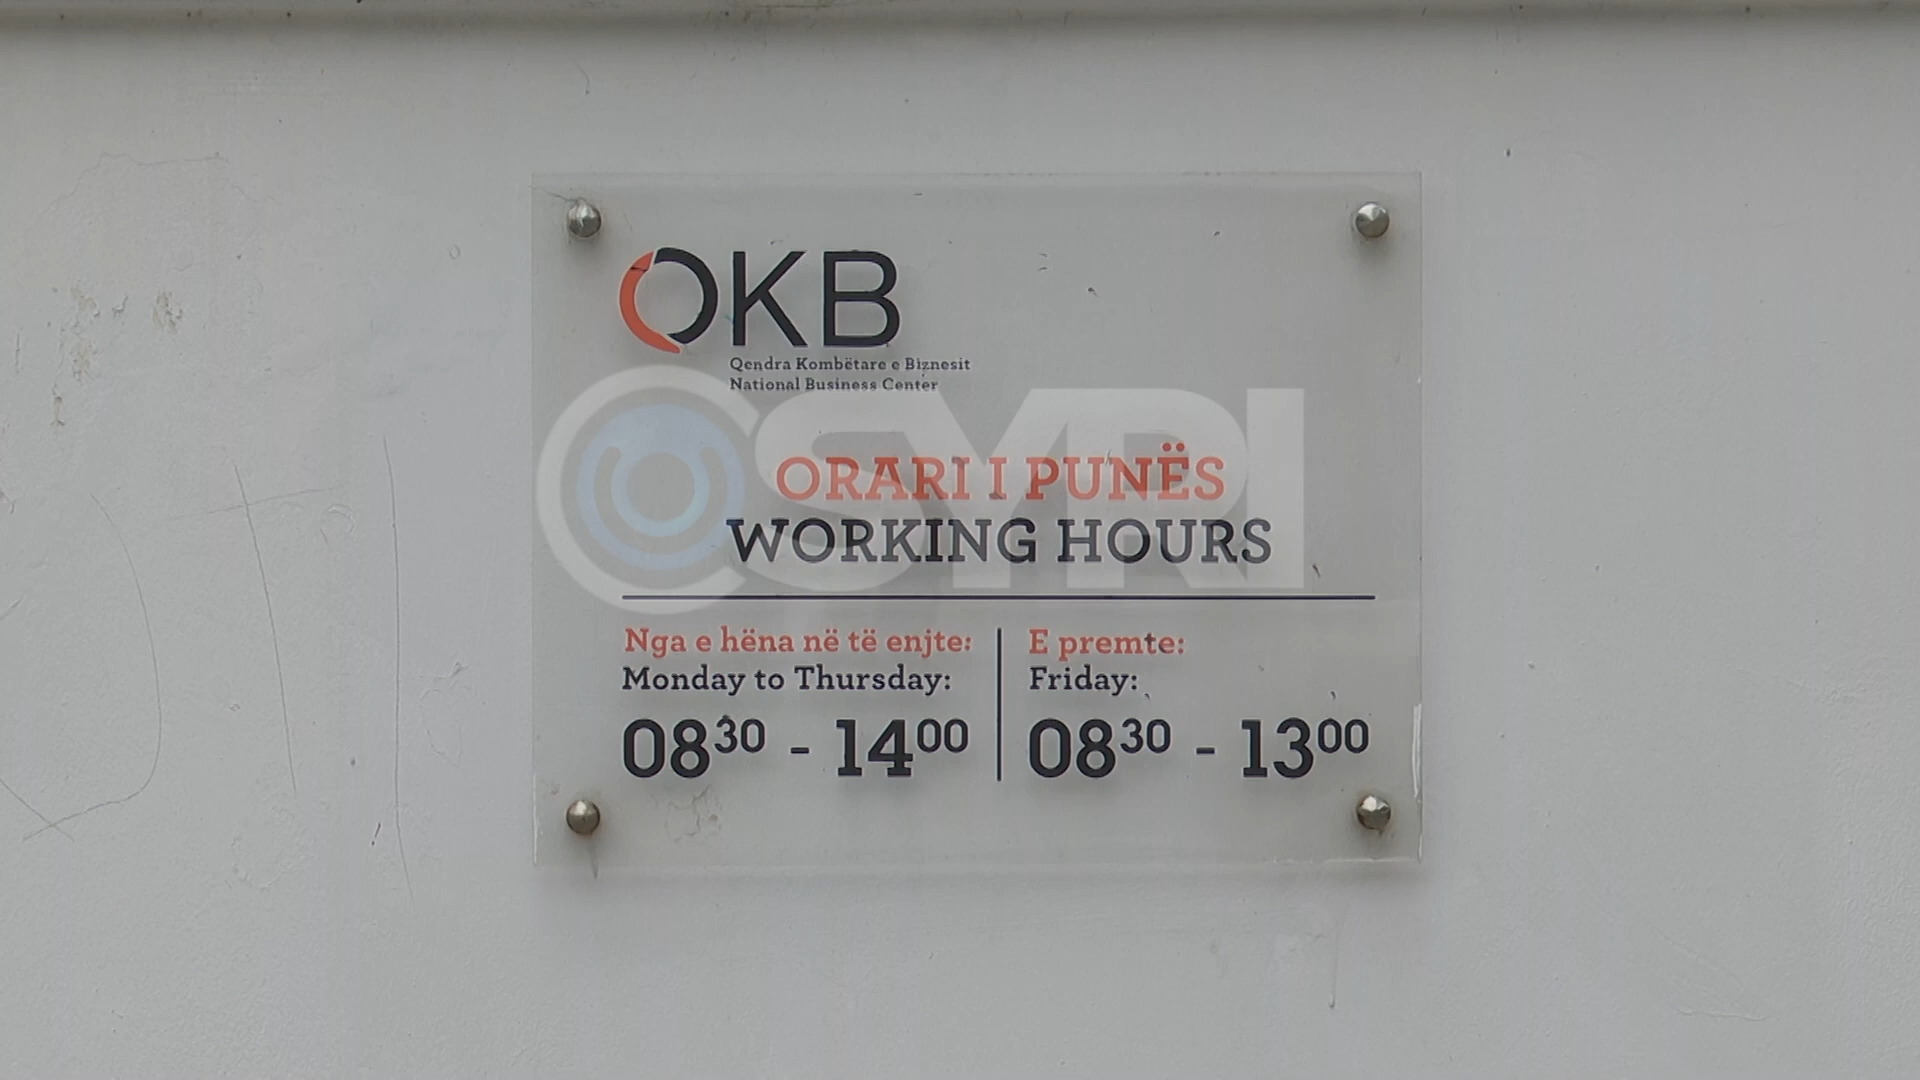 QKB
Qendra Kombëtare e Biznesit
National Business Center
SYRI
ORARI I PUNËS
WORKING HOURS
Nga e hëna në të enjte:
Monday to Thursday:
08³⁰ - 14⁰⁰
E premte:
Friday:
08³⁰ - 13⁰⁰